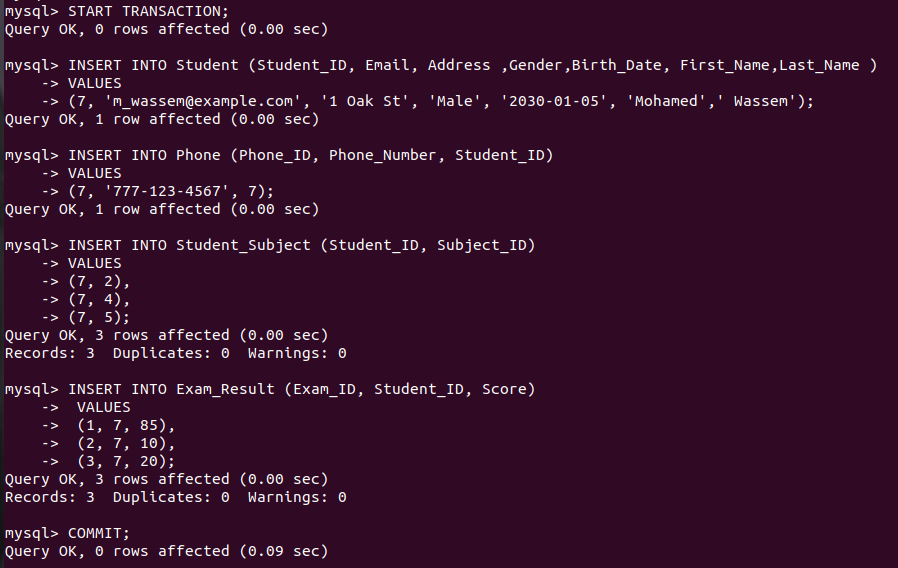 mysql> START TRANSACTION;
Query OK, 0 rows affected (0.00 sec)
mysql> INSERT INTO Student (Student_ID, Email, Address ,Gender,Birth_Date, First_Name,Last_Name )
    -> VALUES
    -> (7, 'm_wassem@example.com', '1 Oak St', 'Male', '2030-01-05', 'Mohamed',' Wassem');
Query OK, 1 row affected (0.00 sec)
mysql> INSERT INTO Phone (Phone_ID, Phone_Number, Student_ID)
    -> VALUES
    -> (7, '777-123-4567', 7);
Query OK, 1 row affected (0.00 sec)
mysql> INSERT INTO Student_Subject (Student_ID, Subject_ID)
    -> VALUES
    -> (7, 2),
    -> (7, 4),
    -> (7, 5);
Query OK, 3 rows affected (0.00 sec)
Records: 3  Duplicates: 0  Warnings: 0
mysql> INSERT INTO Exam_Result (Exam_ID, Student_ID, Score)
    ->  VALUES
    ->  (1, 7, 85),
    ->  (2, 7, 10),
    ->  (3, 7, 20);
Query OK, 3 rows affected (0.00 sec)
Records: 3  Duplicates: 0  Warnings: 0
mysql> COMMIT;
Query OK, 0 rows affected (0.09 sec)